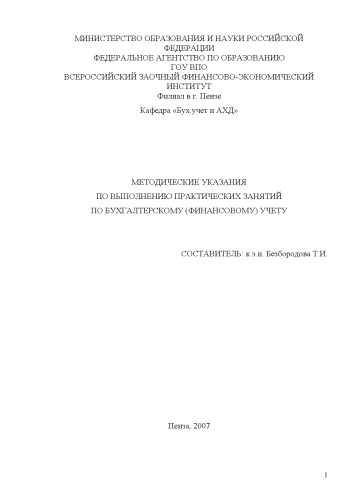 МИНИСТЕРСТВО ОБРАЗОВАНИЯ И НАУКИ РОССИЙСКОЙ
ФЕДЕРАЦИИ
ФЕДЕРАЛЬНОЕ АГЕНТСТВО ПО ОБРАЗОВАНИЮ
ГОУ ВПО
ВСЕРОССИЙСКИЙ ЗАОЧНЫЙ ФИНАНСОВО-ЭКОНОМИЧЕСКИЙ
ИНСТИТУТ
Филиал в г. Пензе
Кафедра «Бух.учет и АХД»
МЕТОДИЧЕСКИЕ УКАЗАНИЯ
ПО ВЫПОЛНЕНИЮ ПРАКТИЧЕСКИХ ЗАНЯТИЙ
ПО БУХГАЛТЕРСКОМУ (ФИНАНСОВОМУ) УЧЕТУ
СОСТАВИТЕЛЬ: к.э.н. Безбородова Т.И.
Пенза, 2007
1